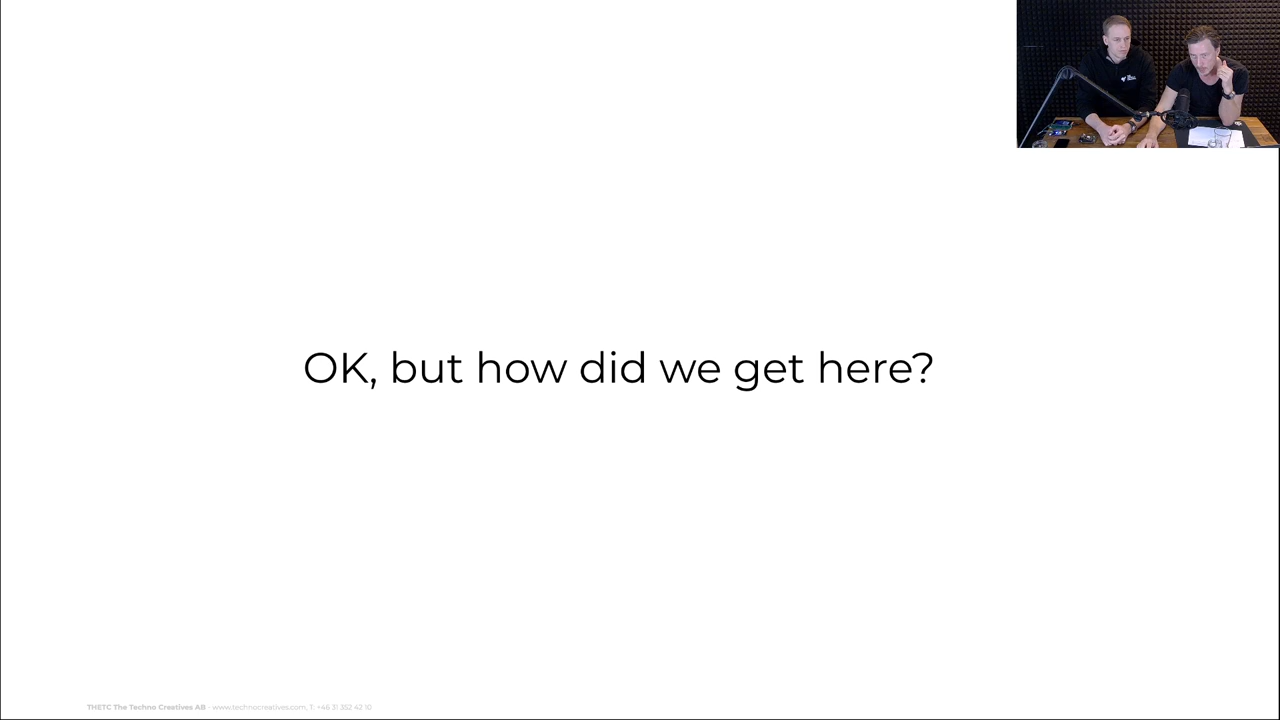 OK, but how did we get here?
THETC The Techno Creatives AB - www.technocreatives.com, T: +46 31 352 42 10